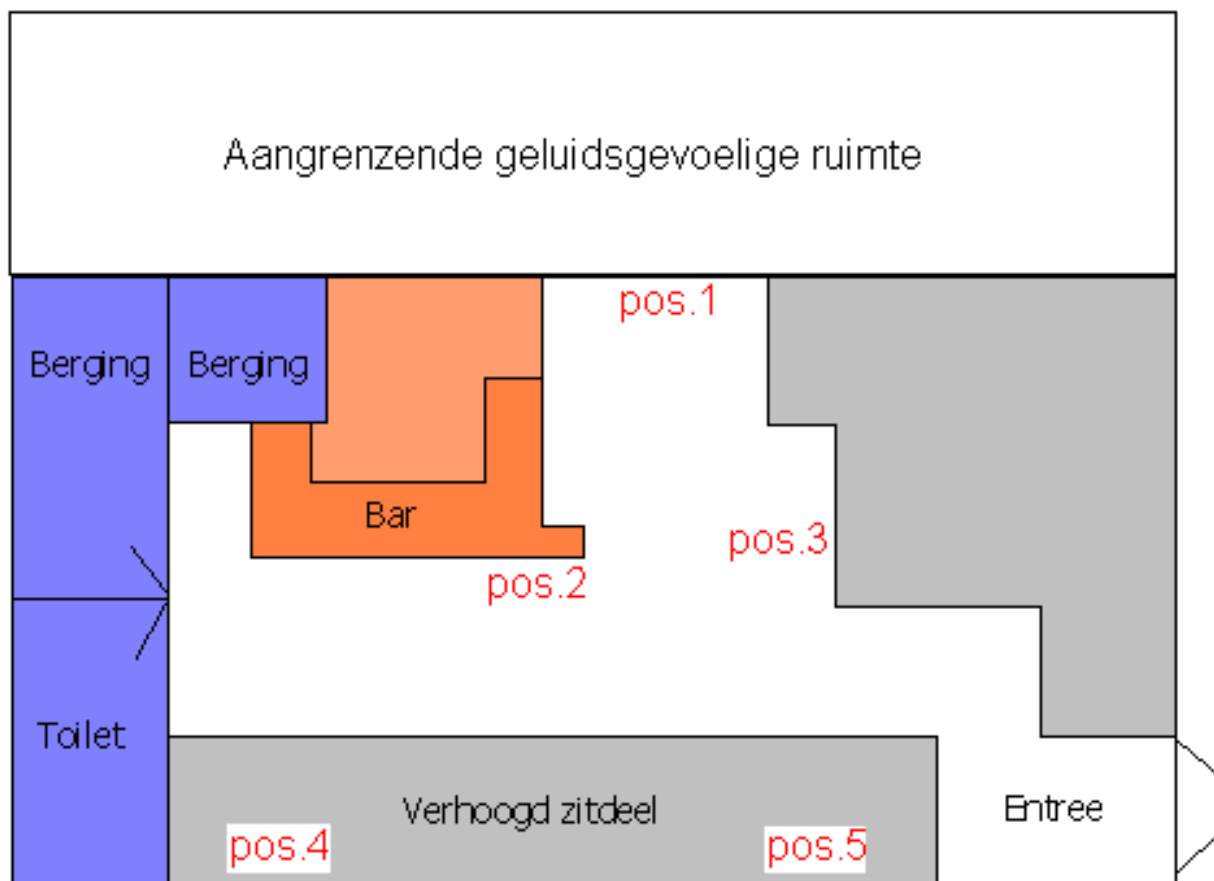 Aangrenzende geluidsgevoelige ruimte
pos.1
Berging
Berging
Bar
pos.3
pos.2
Toilet
Verhoogd zitdeel
Entree
pos.4
pos.5